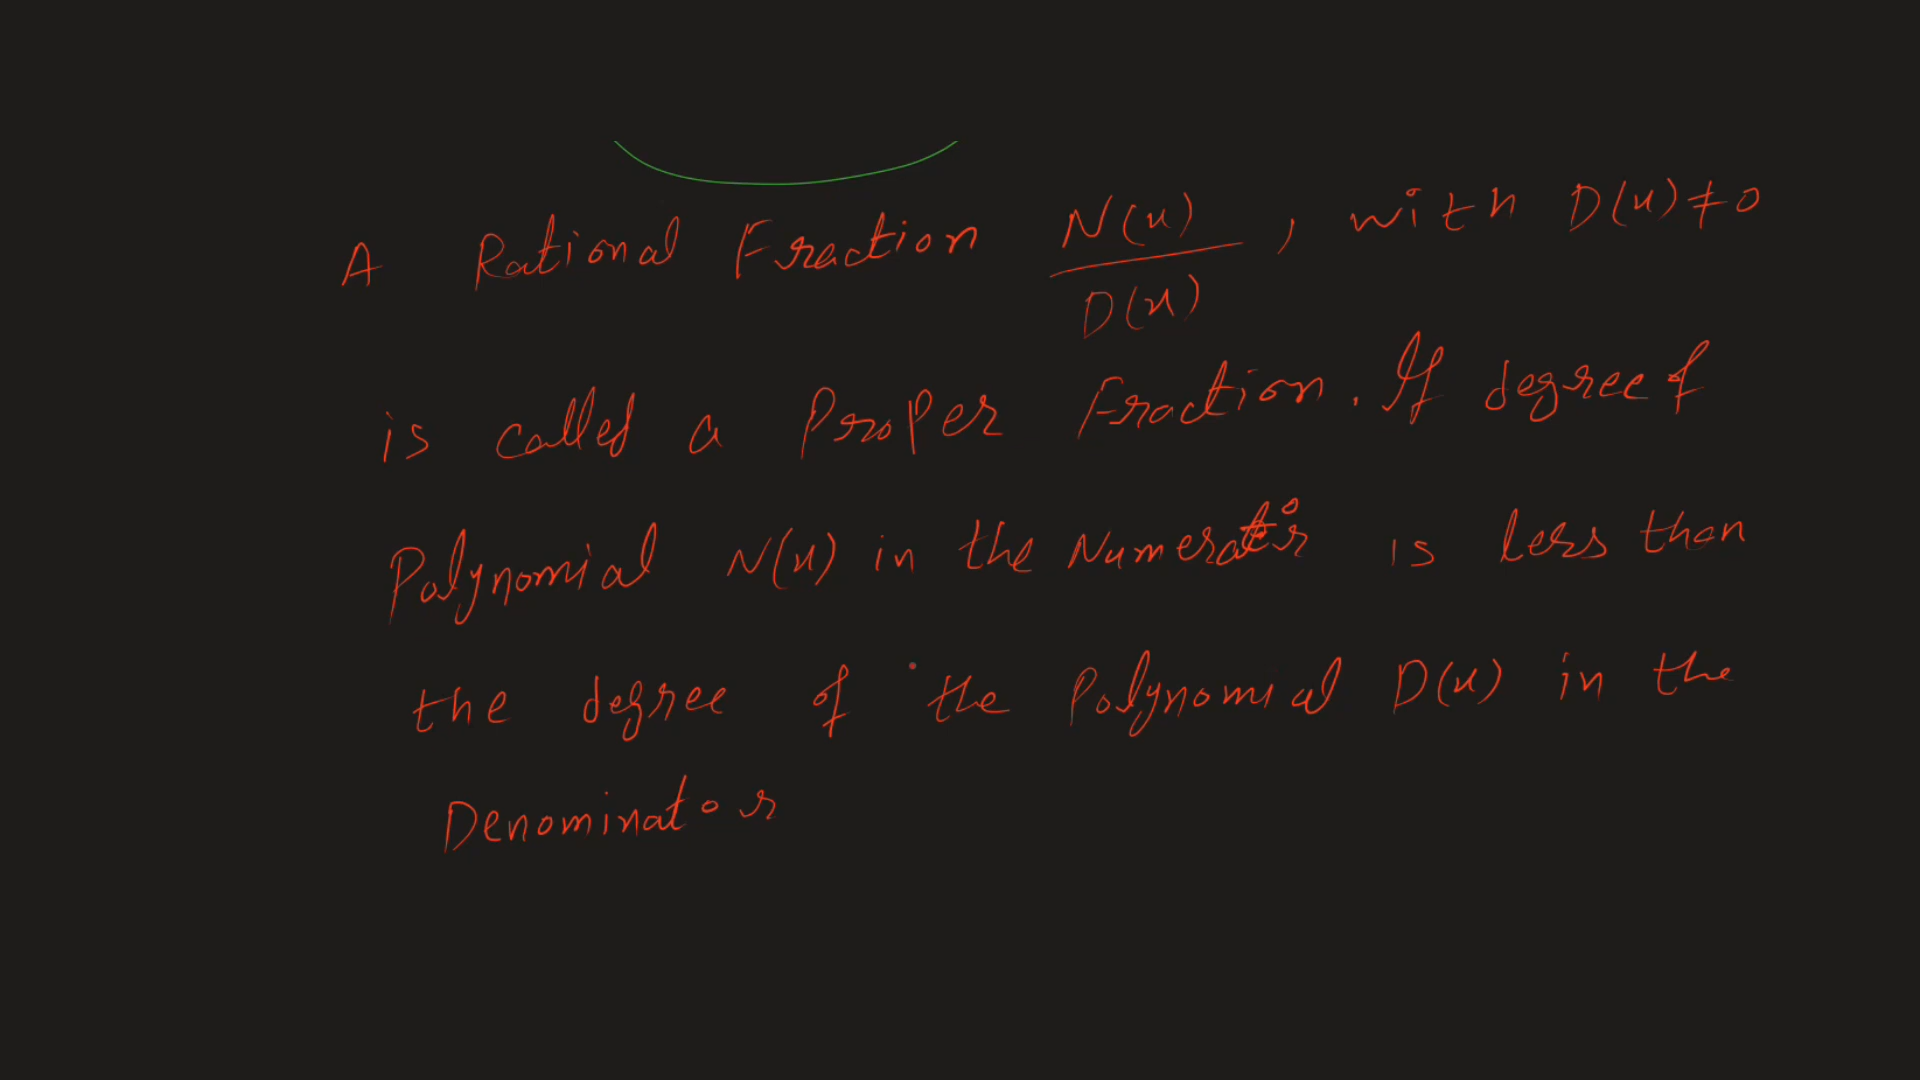 A Rational Fraction N(x)/D(x), with D(x)≠0
is called a Proper Fraction. If degree of
Polynomial N(x) in the Numerator is less than
the degree of the Polynomial D(x) in the
Denominator